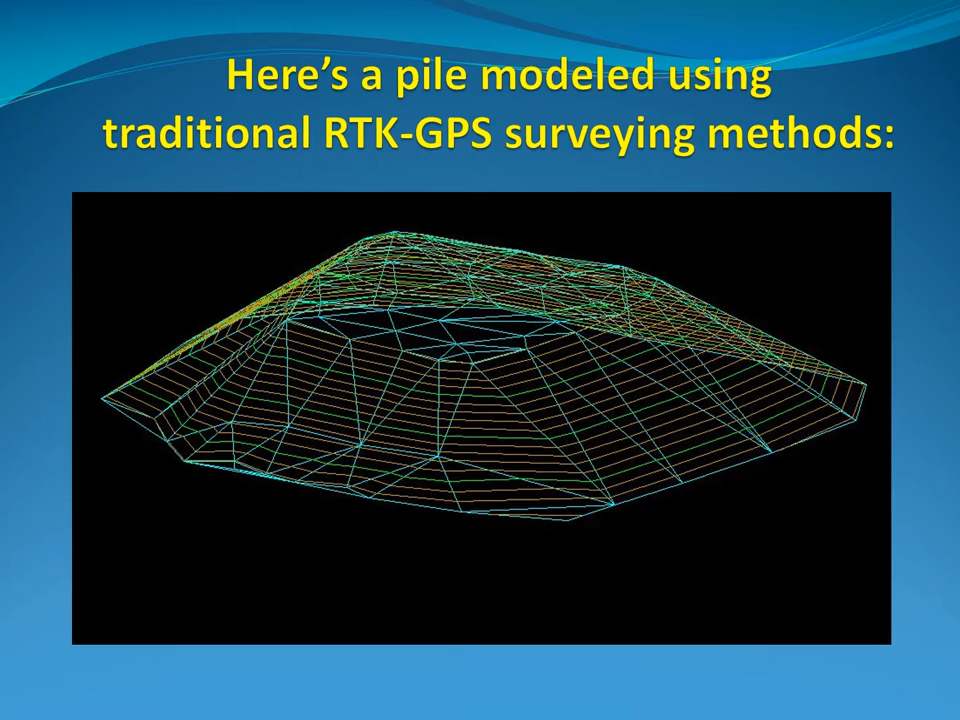 Here’s a pile modeled using
traditional RTK-GPS surveying methods: